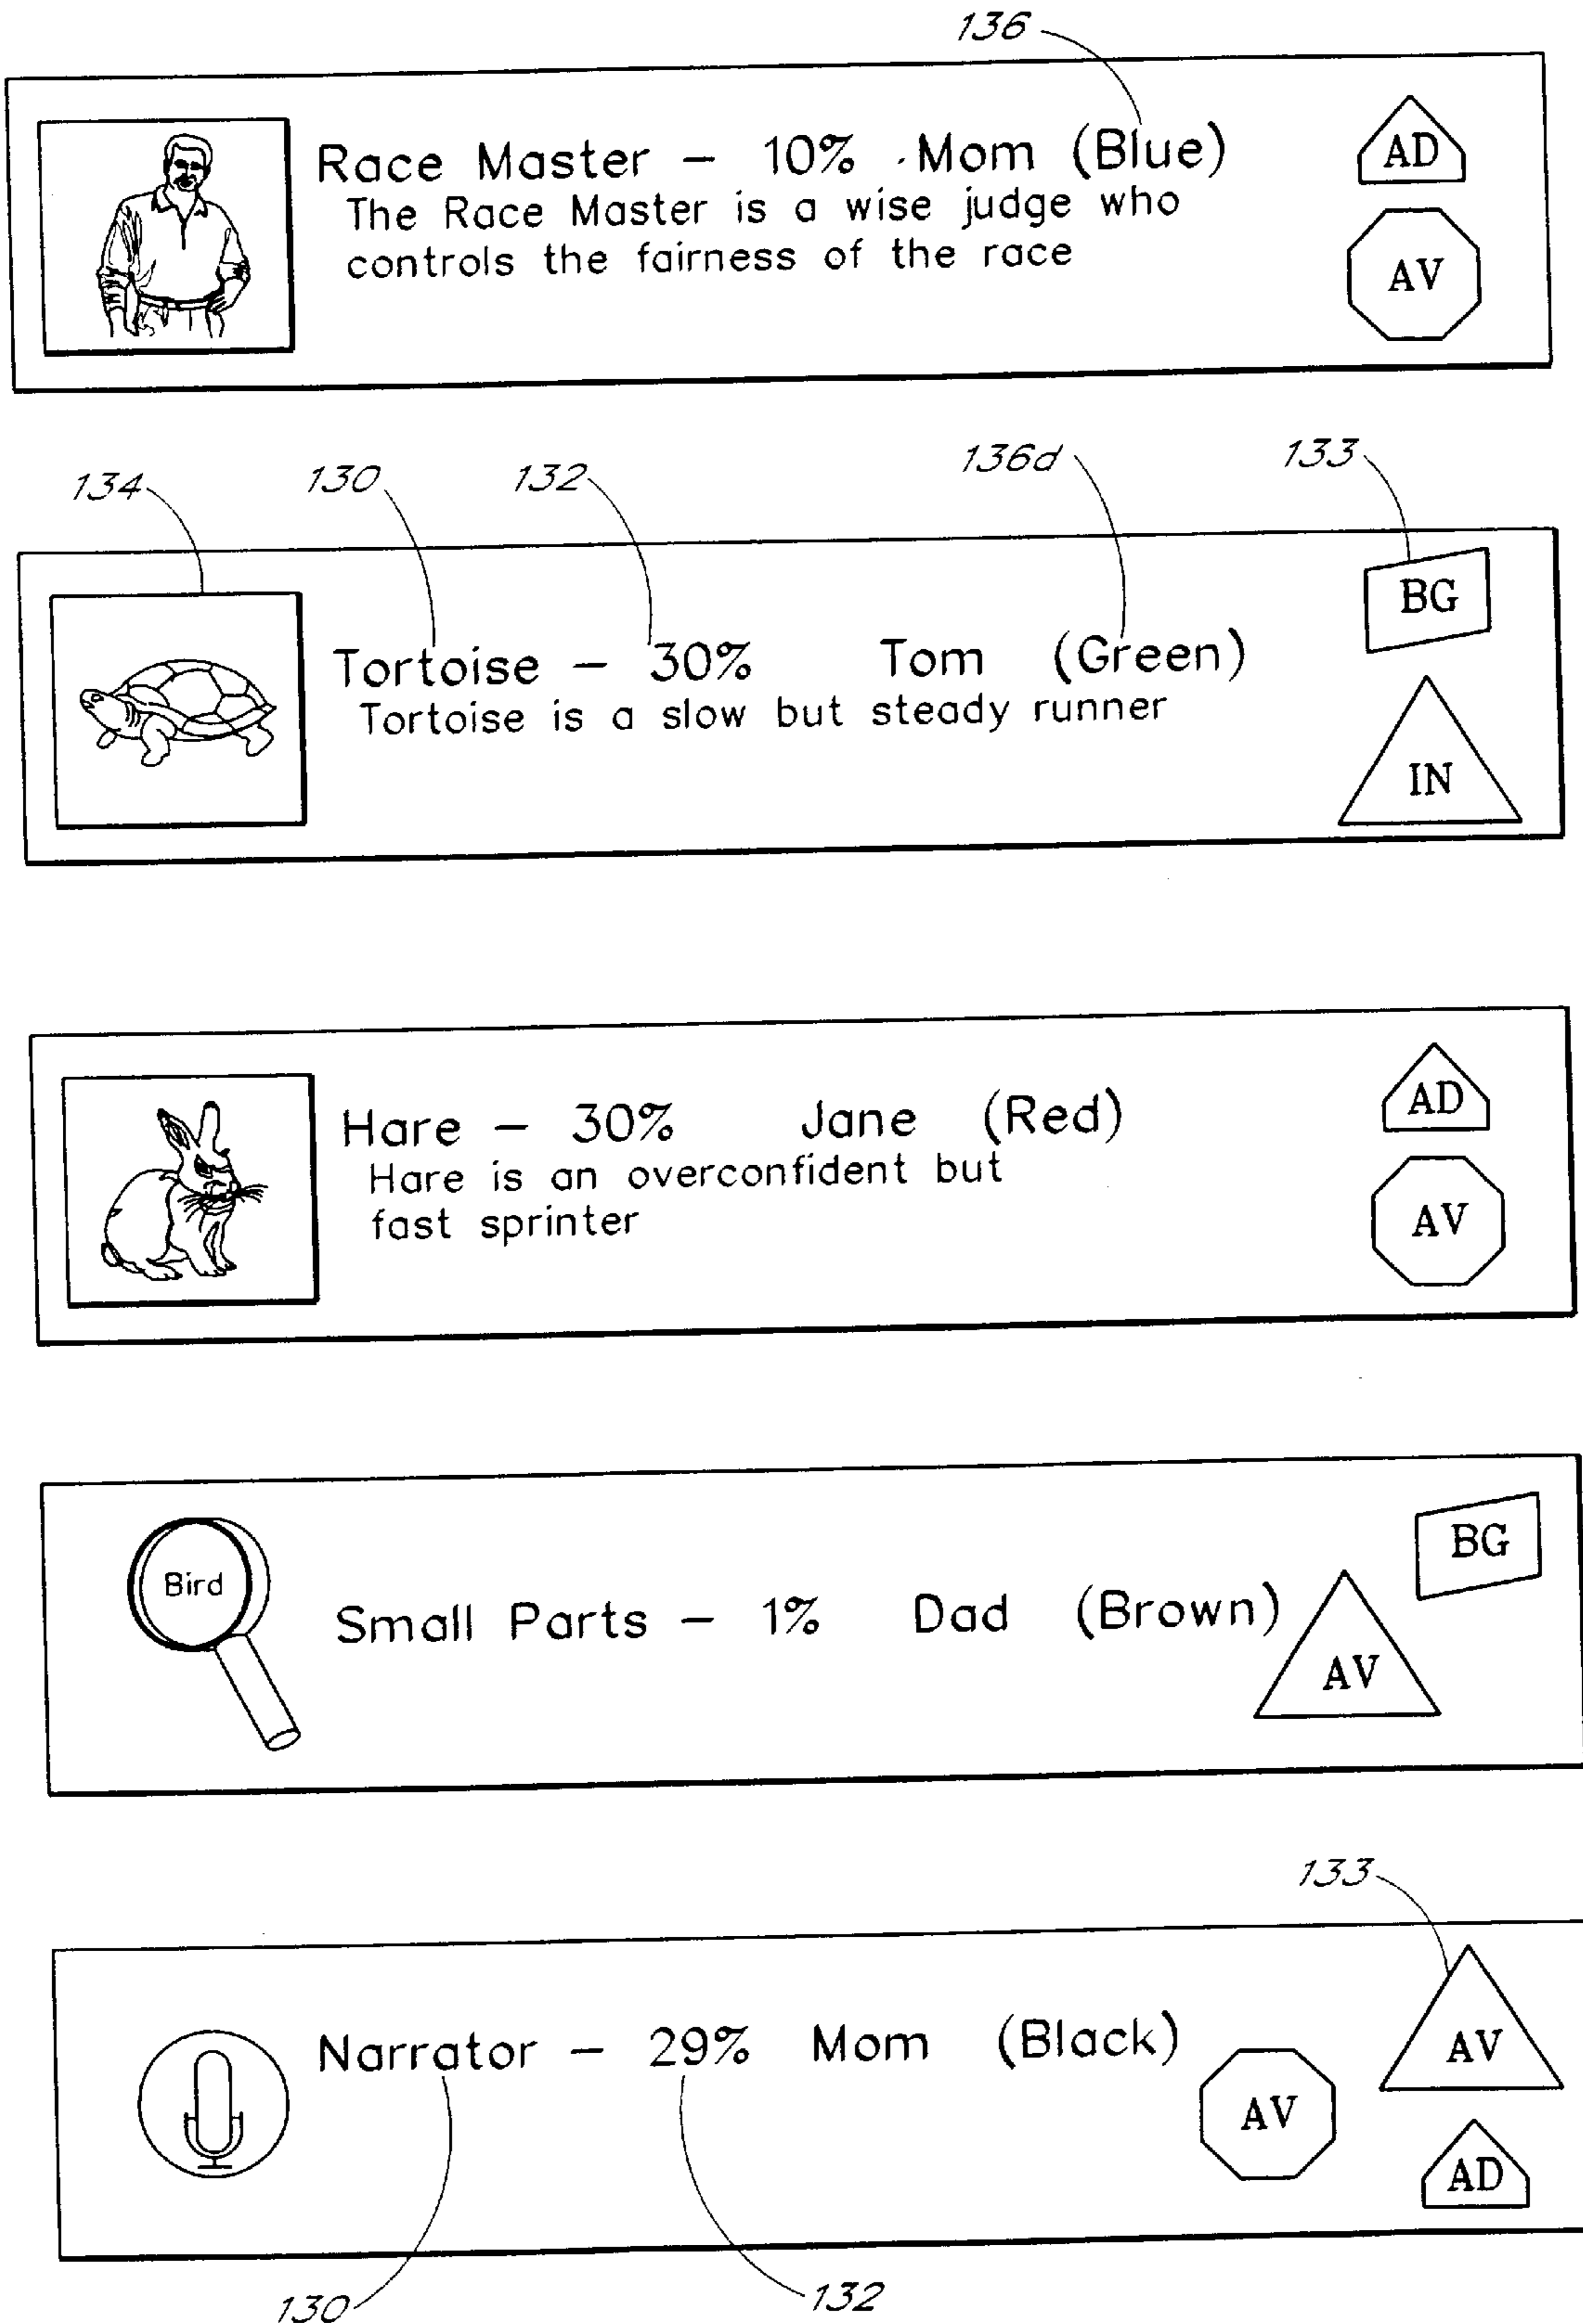 136
Race Master - 10% Mom (Blue)
The Race Master is a wise judge who
controls the fairness of the race
AD
AV
134
130
132
136d
133
Tortoise - 30% Tom (Green)
Tortoise is a slow but steady runner
BG
IN
Hare - 30% Jane (Red)
Hare is an overconfident but
fast sprinter
AD
AV
Bird
Small Parts - 1% Dad (Brown)
BG
AV
133
Narrator - 29% Mom (Black)
AV
AV
AD
130
132